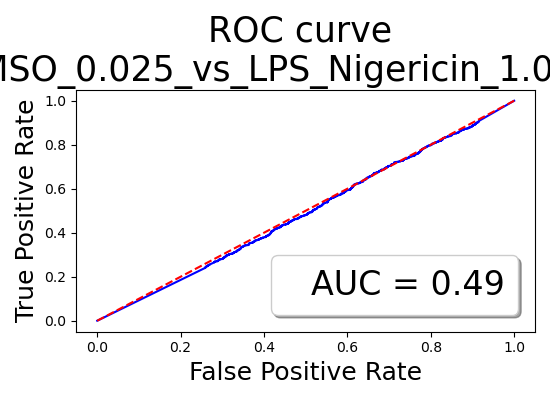 ROC curve
MSO_0.025_vs_LPS_Nigericin_1.0
1.0
0.8
0.6
0.4
0.2
0.0
True Positive Rate
AUC = 0.49
0.0 0.2 0.4 0.6 0.8 1.0
False Positive Rate